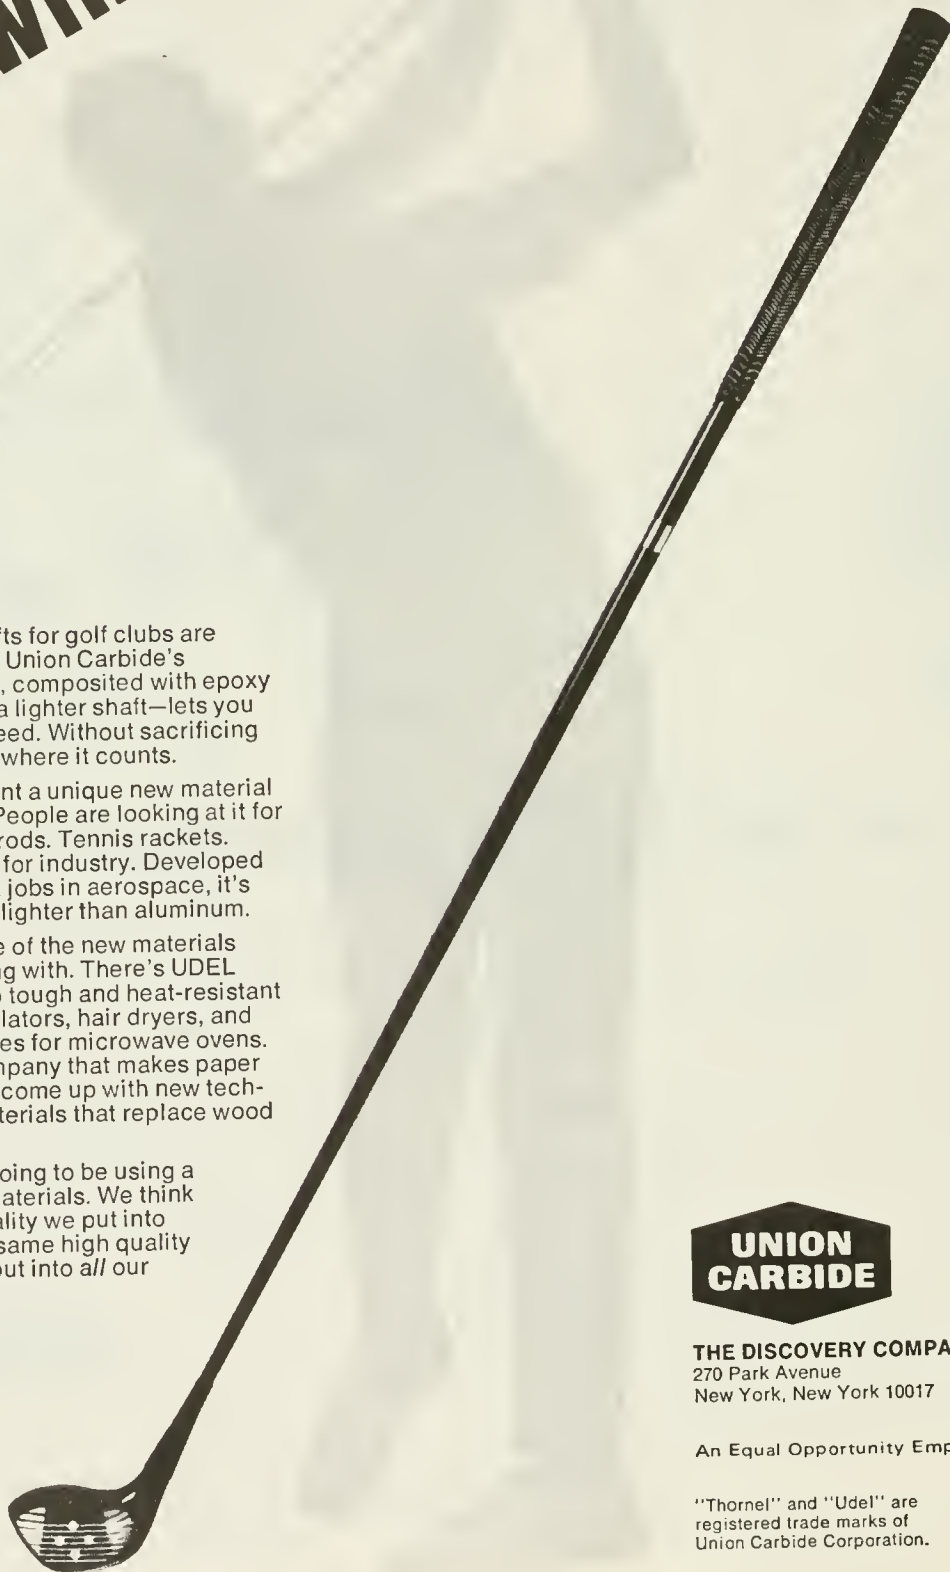 fts for golf clubs are
Union Carbide's
, composited with epoxy
a lighter shaft—lets you
eed. Without sacrificing
where it counts.
nt a unique new material
People are looking at it for
rods. Tennis rackets.
for industry. Developed
jobs in aerospace, it's
lighter than aluminum.
e of the new materials
g with. There's UDEL
o tough and heat-resistant
lators, hair dryers, and
es for microwave ovens.
mpany that makes paper
come up with new tech-
terials that replace wood
oing to be using a
aterials. We think
ality we put into
same high quality
out into all our
UNION
CARBIDE
THE DISCOVERY COMPA
270 Park Avenue
New York, New York 10017
An Equal Opportunity Emp
"Thornel" and "Udel" are
registered trade marks of
Union Carbide Corporation.